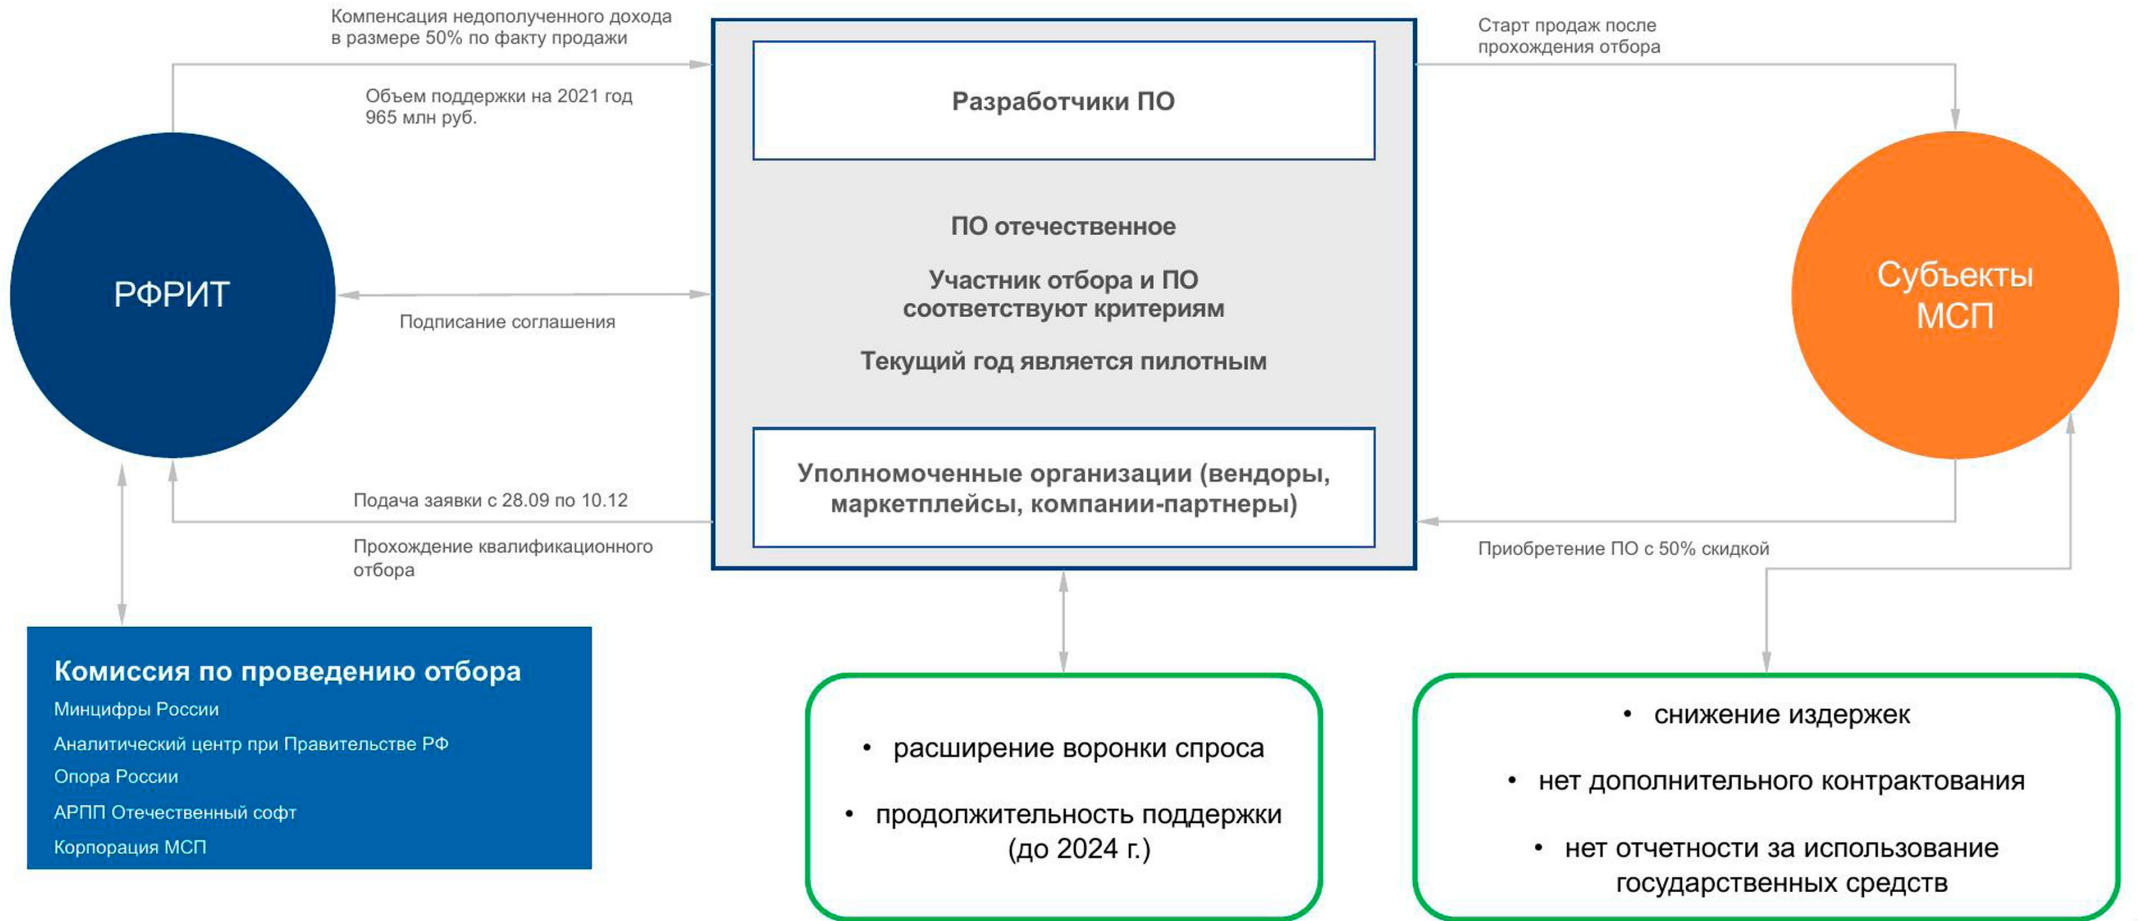 Компенсация недополученного дохода
в размере 50% по факту продажи
Объем поддержки на 2021 год
965 млн руб.
РФРИТ
Подписание соглашения
Подача заявки с 28.09 по 10.12
Прохождение квалификационного
отбора
Комиссия по проведению отбора
Минцифры России
Аналитический центр при Правительстве РФ
Опора России
АРПП Отечественный софт
Корпорация МСП
Разработчики ПО
ПО отечественное
Участник отбора и ПО
соответствуют критериям
Текущий год является пилотным
Уполномоченные организации (вендоры,
маркетплейсы, компании-партнеры)
• расширение воронки спроса
• продолжительность поддержки
(до 2024 г.)
Старт продаж после
прохождения отбора
Субъекты
МСП
Приобретение ПО с 50% скидкой
• снижение издержек
• нет дополнительного контрактования
• нет отчетности за использование
государственных средств